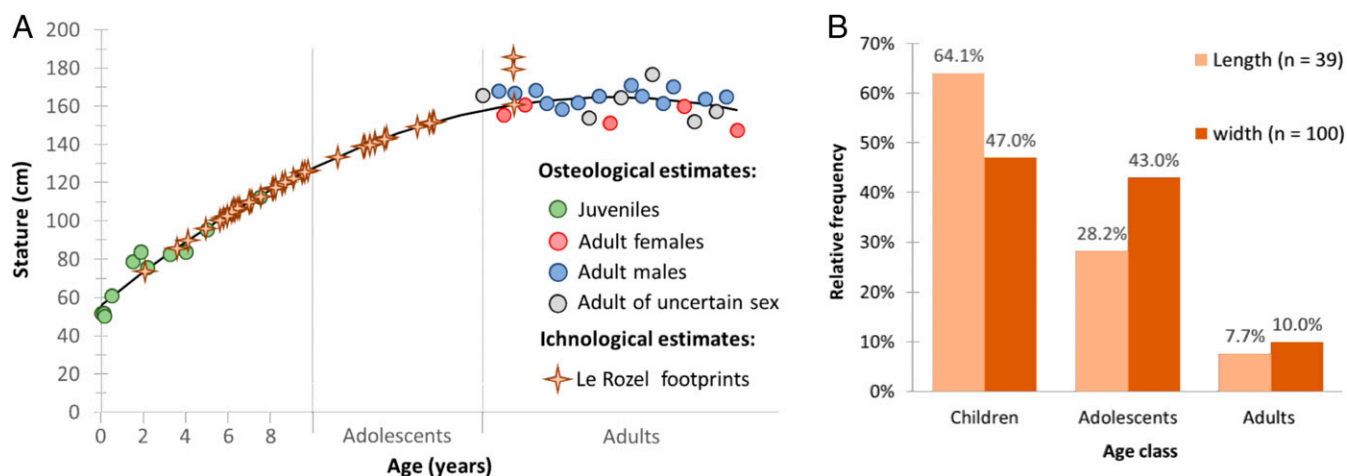 A
Stature (cm)
200
180
160
140
120
100
80
60
40
20
0
0 2 4 6 8 Adolescents Adults
Age (years)
Osteological estimates:
Juveniles
Adult females
Adult males
Adult of uncertain sex
Ichnological estimates:
Le Rozel footprints
B
Relative frequency
70%
60%
50%
40%
30%
20%
10%
0%
64.1%
47.0%
28.2%
43.0%
7.7%
10.0%
Length (n = 39)
width (n = 100)
Children Adolescents Adults
Age class